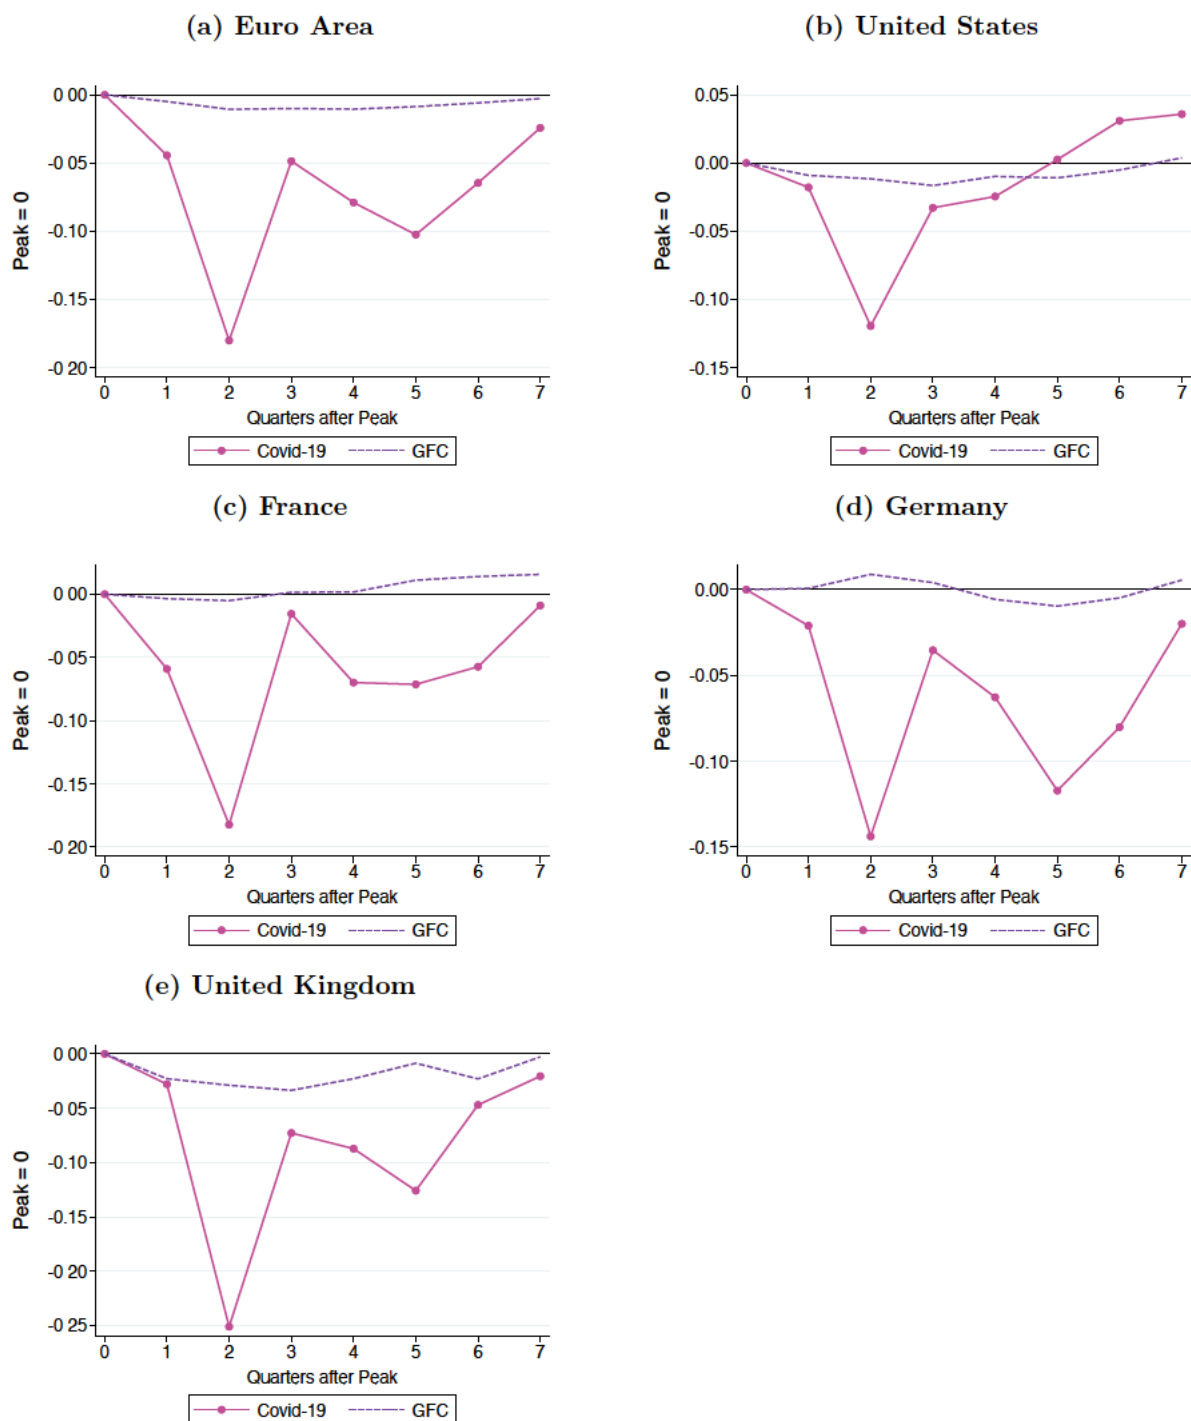 (a) Euro Area
0 00
-0 05
-0.10
-0.15
-0 20
Peak = 0
0 1 2 3 4 5 6 7
Quarters after Peak
Covid-19 GFC
(b) United States
0.05
0.00
-0.05
-0.10
-0.15
Peak = 0
0 1 2 3 4 5 6 7
Quarters after Peak
Covid-19 GFC
(c) France
0 00
-0 05
-0.10
-0.15
-0 20
Peak = 0
0 1 2 3 4 5 6 7
Quarters after Peak
Covid-19 GFC
(d) Germany
0.00
-0.05
-0.10
-0.15
Peak = 0
0 1 2 3 4 5 6 7
Quarters after Peak
Covid-19 GFC
(e) United Kingdom
0 00
-0 05
-0.10
-0.15
-0 20
-0 25
Peak = 0
0 1 2 3 4 5 6 7
Quarters after Peak
Covid-19 GFC